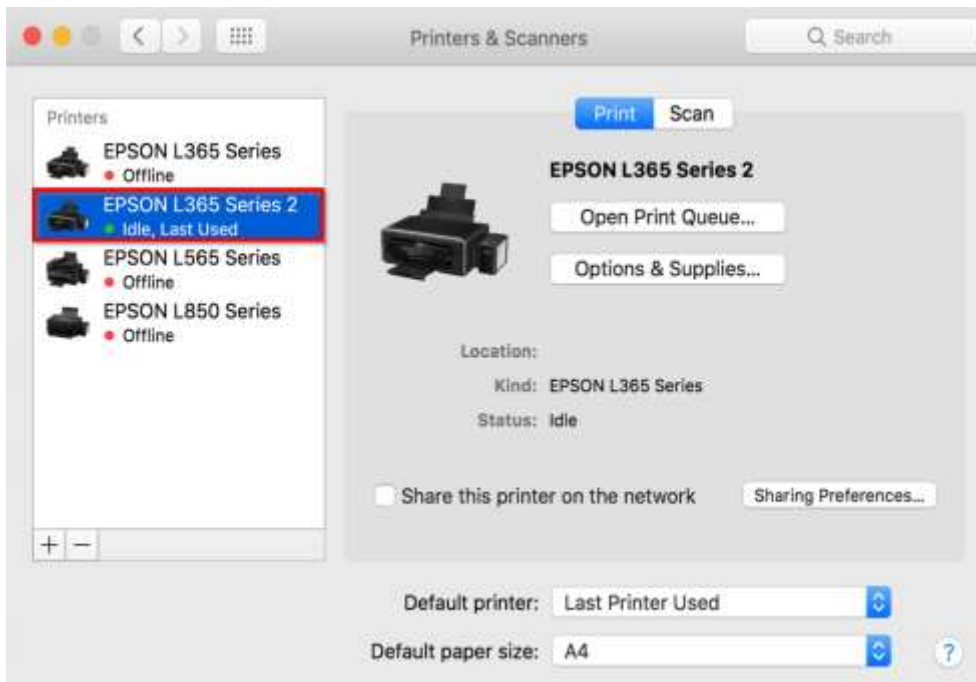 Printers & Scanners
Search
Printers
EPSON L365 Series
Offline
EPSON L365 Series 2
Idle, Last Used
EPSON L565 Series
Offline
EPSON L850 Series
Offline
+ −
Print Scan
EPSON L365 Series 2
Open Print Queue...
Options & Supplies...
Location:
Kind: EPSON L365 Series
Status: Idle
Share this printer on the network
Sharing Preferences...
Default printer: Last Printer Used
Default paper size: A4
?